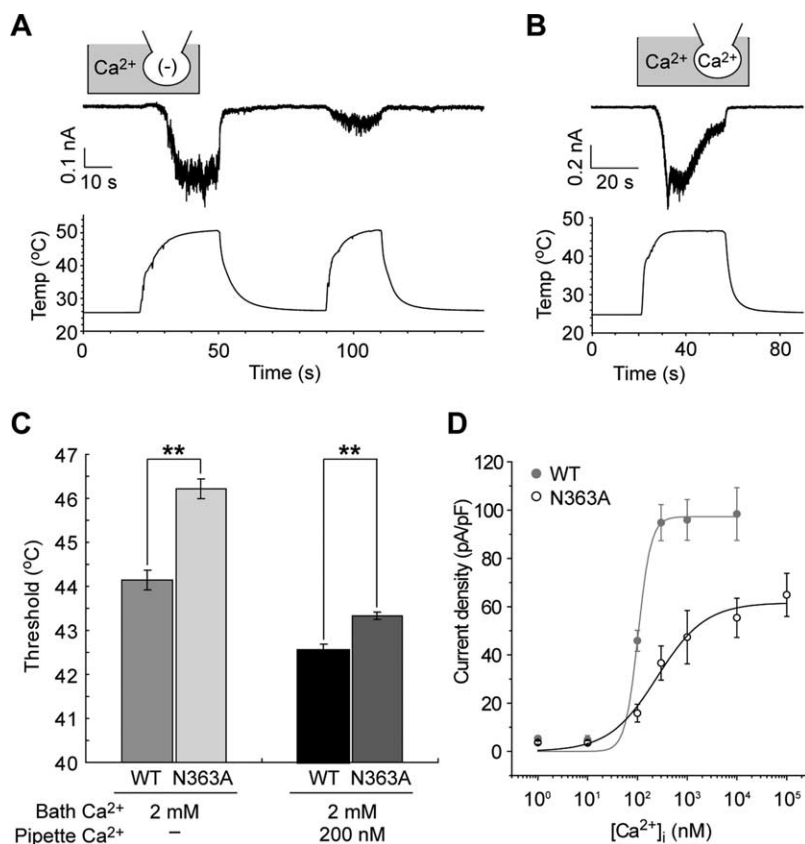 A
Ca2+
(-)
0.1 nA
10 s
Temp (oC)
50
40
30
20
0
50
100
Time (s)
B
Ca2+
Ca2+
0.2 nA
20 s
Temp (oC)
50
40
30
20
0
40
80
Time (s)
C
**
**
Threshold (oC)
47
46
45
44
43
42
41
40
WT N363A
WT N363A
Bath Ca2+ 2 mM 2 mM
Pipette Ca2+ – 200 nM
D
WT
N363A
Current density (pA/pF)
120
100
80
60
40
20
0
10^0 10^1 10^2 10^3 10^4 10^5
[Ca2+]i (nM)